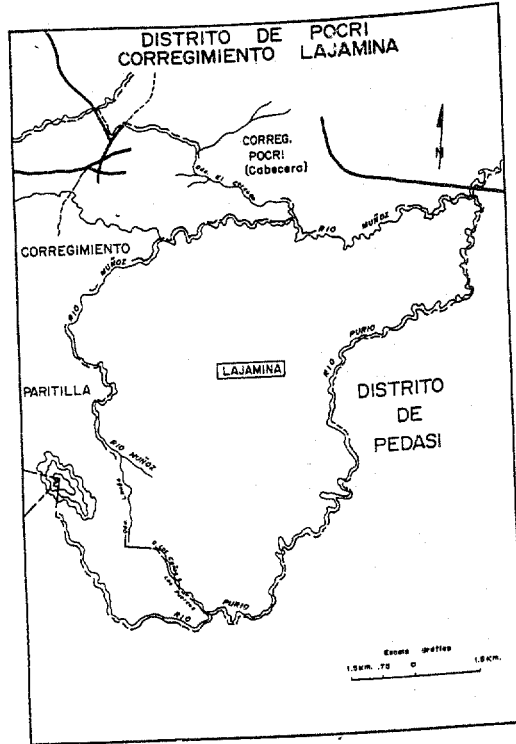 DISTRITO DE POCRI
CORREGIMIENTO LAJAMINA
CORREG.
POCRI
(Cabecera)
N
RIO
MUÑOZ
CORREGIMIENTO
RIO
MUÑOZ
RIO
PURIO
LAJAMINA
PARITILLA
DISTRITO
DE
PEDASI
RIO MUÑOZ
RIO
PURIO
Escala gráfica
1.5Km. .75 0 1.5Km.